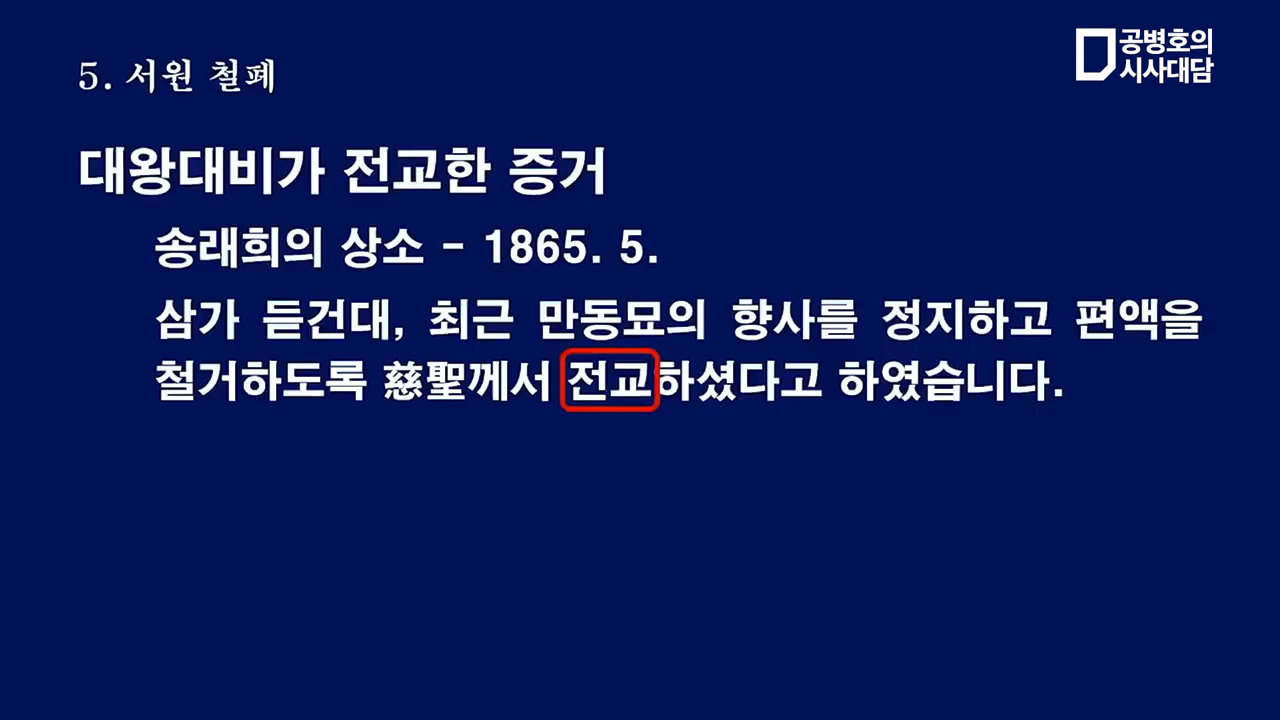 공병호의
시사대담
5. 서원 철폐
대왕대비가 전교한 증거
송래희의 상소 - 1865. 5.
삼가 듣건대, 최근 만동묘의 향사를 정지하고 편액을
철거하도록 慈聖께서 전교하셨다고 하였습니다.